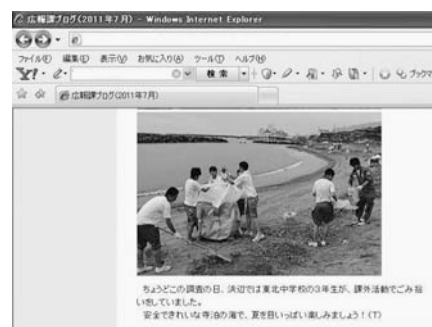 広報課ブログ(2011年7月) - Windows Internet Explorer
ファイル(F) 編集(E) 表示(V) お気に入り(A) ツール(T) ヘルプ(H)
Y! 検索
広報課ブログ(2011年7月)
ちょうどこの調査の日、浜辺では東北中学校の3年生が、課外活動でごみ拾
いをしていました。
安全できれいな寺泊の海で、夏を目いっぱい楽しみましょう!(T)